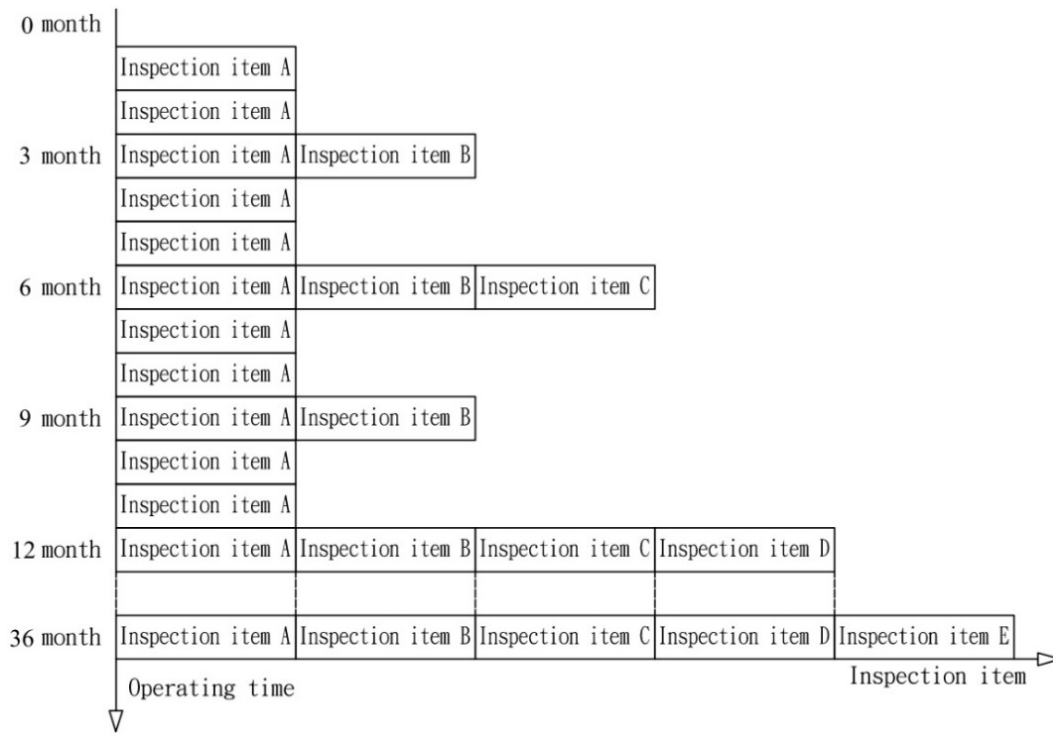 0 month
Inspection item A
Inspection item A
3 month Inspection item A Inspection item B
Inspection item A
Inspection item A
6 month Inspection item A Inspection item B Inspection item C
Inspection item A
Inspection item A
9 month Inspection item A Inspection item B
Inspection item A
Inspection item A
12 month Inspection item A Inspection item B Inspection item C Inspection item D
36 month Inspection item A Inspection item B Inspection item C Inspection item D Inspection item E
Operating time Inspection item